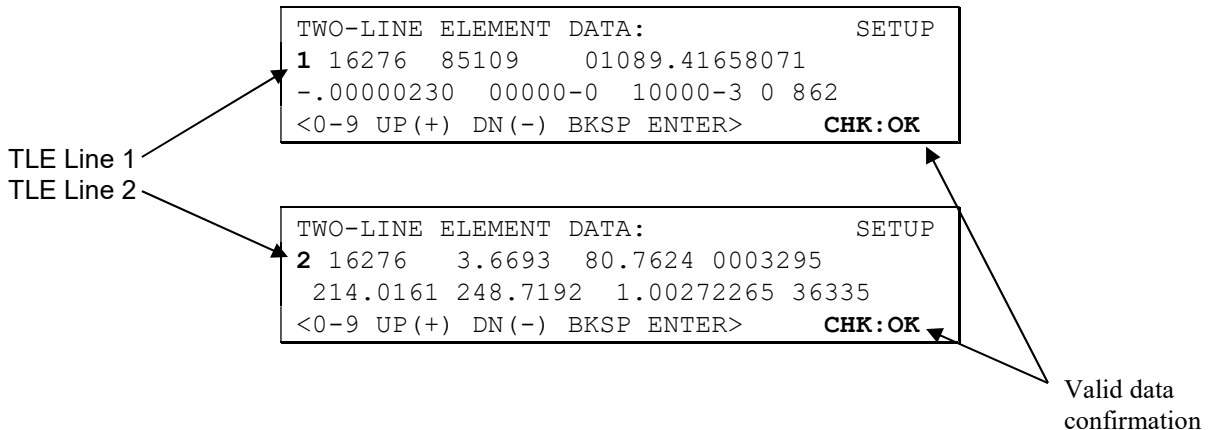 TWO-LINE ELEMENT DATA: SETUP
1 16276 85109 01089.41658071
-.00000230 00000-0 10000-3 0 862
<0-9 UP(+) DN(-) BKSP ENTER> CHK:OK
TLE Line 1
TLE Line 2
TWO-LINE ELEMENT DATA: SETUP
2 16276 3.6693 80.7624 0003295
214.0161 248.7192 1.00272265 36335
<0-9 UP(+) DN(-) BKSP ENTER> CHK:OK
Valid data
confirmation